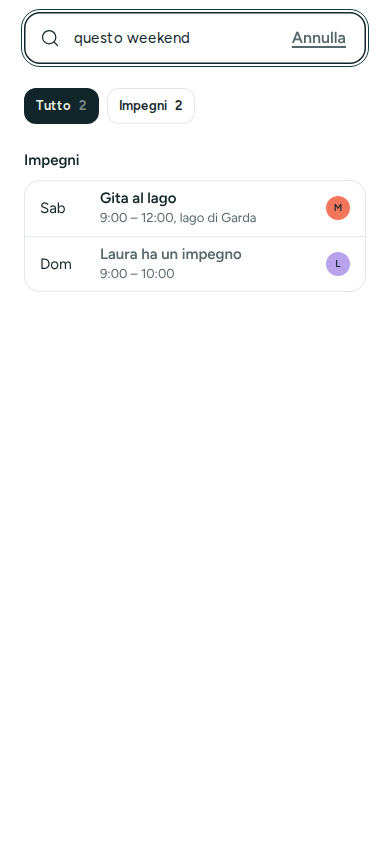 questo weekend Annulla
Tutto 2 Impegni 2
Impegni
Sab Gita al lago M
9:00 – 12:00, lago di Garda
Dom Laura ha un impegno L
9:00 – 10:00